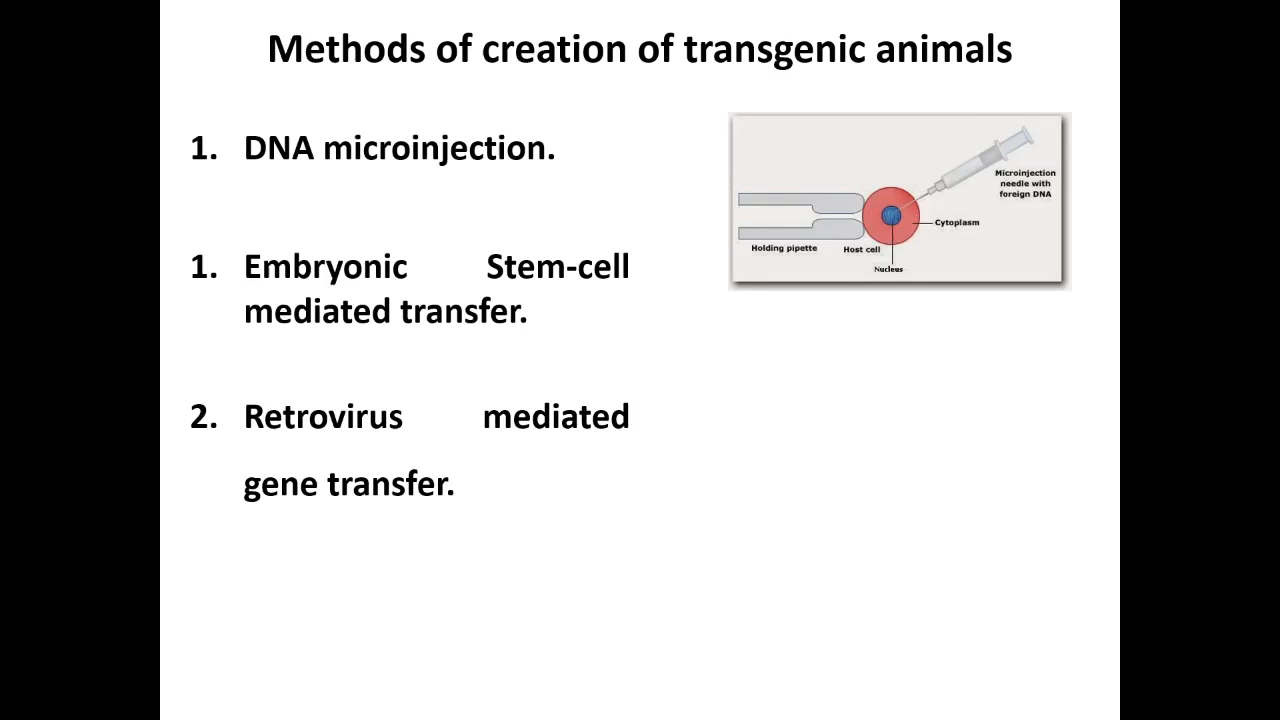 Methods of creation of transgenic animals
1. DNA microinjection.
1. Embryonic Stem-cell
mediated transfer.
2. Retrovirus mediated
gene transfer.
Microinjection
needle with
foreign DNA
Cytoplasm
Holding pipette
Host cell
Nucleus